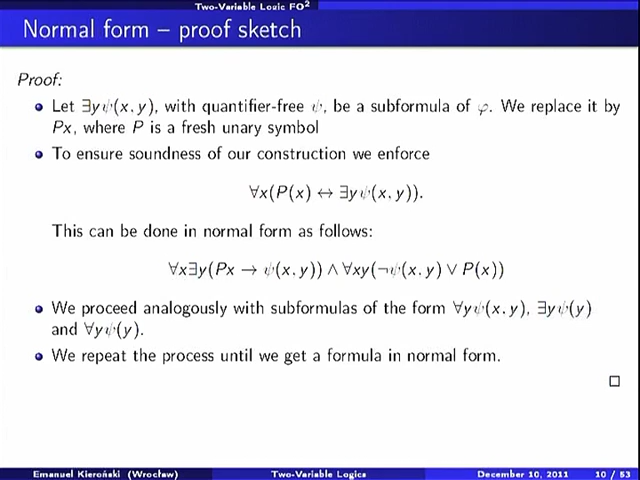 Two-Variable Logic FO²
Normal form – proof sketch
Proof:
Let ∃yψ(x, y), with quantifier-free ψ, be a subformula of φ. We replace it by
Px, where P is a fresh unary symbol
To ensure soundness of our construction we enforce
∀x(P(x) ↔ ∃yψ(x, y)).
This can be done in normal form as follows:
∀x∃y(Px → ψ(x, y)) ∧ ∀xy(¬ψ(x, y) ∨ P(x))
We proceed analogously with subformulas of the form ∀yψ(x, y), ∃yψ(y)
and ∀yψ(y).
We repeat the process until we get a formula in normal form.
□
Emanuel Kieroński (Wrocław) Two-Variable Logics December 10, 2011 10 / 53